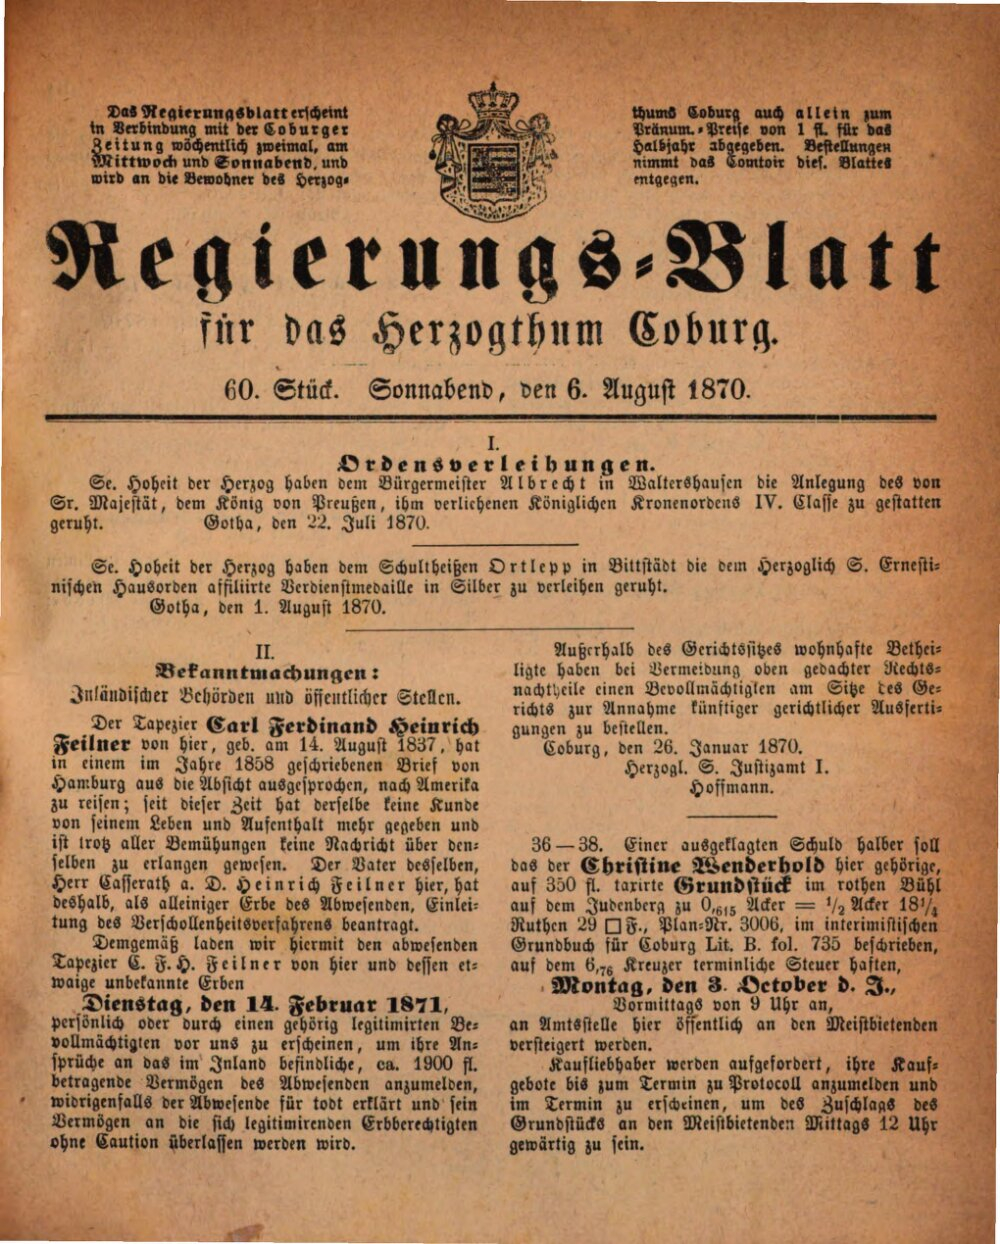 Das Regierungsblatt erscheint
in Verbindung mit der Coburger
Zeitung wöchentlich zweimal, am
Mittwoch und Sonnabend, und
wird an die Bewohner des Herzog-
thums Coburg auch allein zum
Pränum.-Preise von 1 fl. für das
Halbjahr abgegeben. Bestellungen
nimmt das Comtoir dies. Blattes
entgegen.
Regierungs-Blatt
für das Herzogthum Coburg.
60. Stück. Sonnabend, den 6. August 1870.
I.
Ordensverleihungen.
Se. Hoheit der Herzog haben dem Bürgermeister Albrecht in Waltershausen die Anlegung des von
Sr. Majestät, dem König von Preußen, ihm verliehenen Königlichen Kronenordens IV. Classe zu gestatten
geruht. Gotha, den 22. Juli 1870.
Se. Hoheit der Herzog haben dem Schultheißen Ortlepp in Bittstädt die dem Herzoglich S. Ernesti-
nischen Hausorden affiliirte Verdienstmedaille in Silber zu verleihen geruht.
Gotha, den 1. August 1870.
II.
Bekanntmachungen:
Inländischer Behörden und öffentlicher Stellen.
Der Tapezier Carl Ferdinand Heinrich
Feilner von hier, geb. am 14. August 1837, hat
in einem im Jahre 1858 geschriebenen Brief von
Hamburg aus die Absicht ausgesprochen, nach Amerika
zu reisen; seit dieser Zeit hat derselbe keine Kunde
von seinem Leben und Aufenthalt mehr gegeben und
ist trotz aller Bemühungen keine Nachricht über den-
selben zu erlangen gewesen. Der Vater desselben,
Herr Casserath a. D. Heinrich Feilner hier, hat
deshalb, als alleiniger Erbe des Abwesenden, Einlei-
tung des Verschollenheitsverfahrens beantragt.
Demgemäß laden wir hiermit den abwesenden
Tapezier C. F. H. Feilner von hier und dessen et-
waige unbekannte Erben
Dienstag, den 14. Februar 1871,
persönlich oder durch einen gehörig legitimirten Be-
vollmächtigten vor uns zu erscheinen, um ihre An-
sprüche an das im Inland befindliche, ca. 1900 fl.
betragende Vermögen des Abwesenden anzumelden,
widrigenfalls der Abwesende für todt erklärt und sein
Vermögen an die sich legitimirenden Erbberechtigten
ohne Caution überlassen werden wird.
Außerhalb des Gerichtssitzes wohnhafte Bethei-
ligte haben bei Vermeidung oben gedachter Rechts-
nachtheile einen Bevollmächtigten am Sitze des Ge-
richts zur Annahme künftiger gerichtlicher Ausferti-
gungen zu bestellen.
Coburg, den 26. Januar 1870.
Herzogl. S. Justizamt I.
Hoffmann.
36—38. Einer ausgeklagten Schuld halber soll
das der Christine Wenderhold hier gehörige,
auf 350 fl. taxirte Grundstück im rothen Bühl
auf dem Judenberg zu 0,615 Acker = 1/2 Acker 18 1/4
Ruthen 29 □ F., Plan-Nr. 3006, im interimistischen
Grundbuch für Coburg Lit. B. fol. 735 beschrieben,
auf dem 6,76 Kreuzer terminliche Steuer haften,
Montag, den 3. October d. J.,
Vormittags von 9 Uhr an,
an Amtsstelle hier öffentlich an den Meistbietenden
versteigert werden.
Kaufliebhaber werden aufgefordert, ihre Kauf-
gebote bis zum Termin zu Protocoll anzumelden und
im Termin zu erscheinen, um des Zuschlags des
Grundstücks an den Meistbietenden Mittags 12 Uhr
gewärtig zu sein.